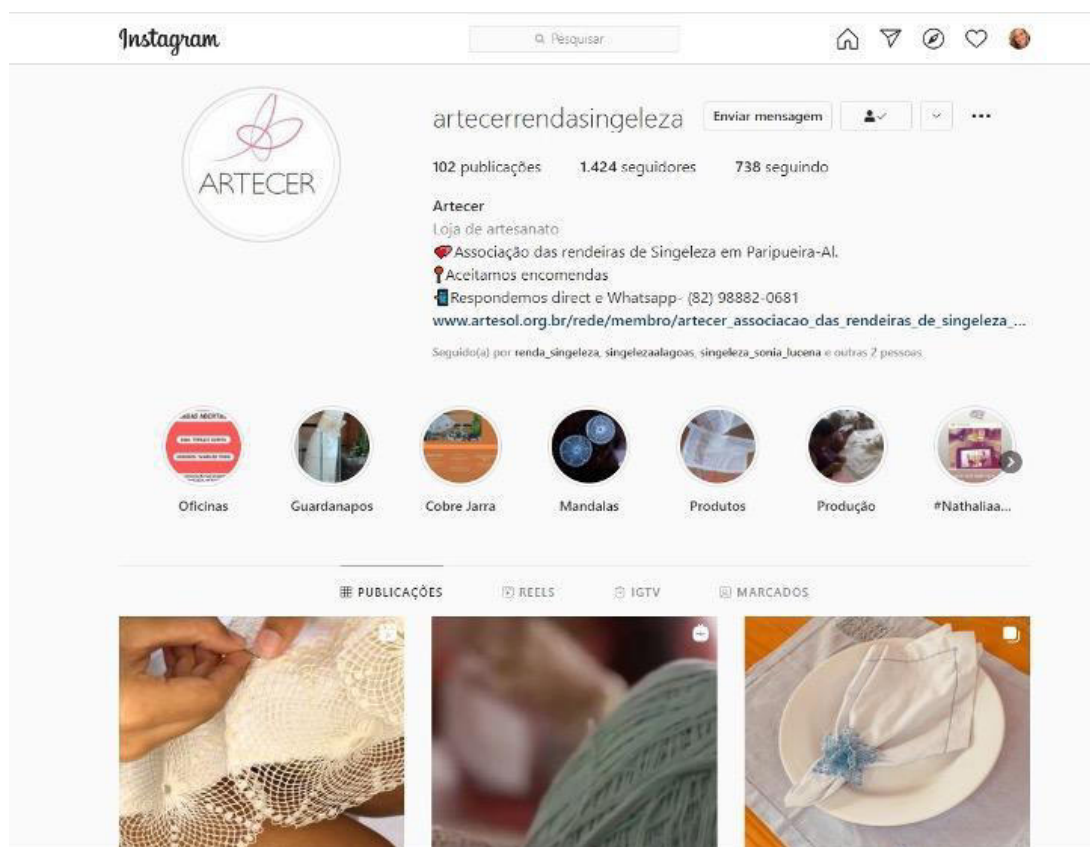 Instagram
Pesquisar
ARTECER
artecerrendasingeleza Enviar mensagem
102 publicações 1.424 seguidores 738 seguindo
Artecer
Loja de artesanato
Associação das rendeiras de Singeleza em Paripueira-Al.
Aceitamos encomendas
Respondemos direct e Whatsapp- (82) 98882-0681
www.artesol.org.br/rede/membro/artecer_associacao_das_rendeiras_de_singeleza_...
Seguido(a) por renda_singeleza, singelezaalagoas, singeleza_sonia_lucena e outras 2 pessoas
Oficinas Guardanapos Cobre Jarra Mandalas Produtos Produção #Nathaliaa...
PUBLICAÇÕES REELS IGTV MARCADOS